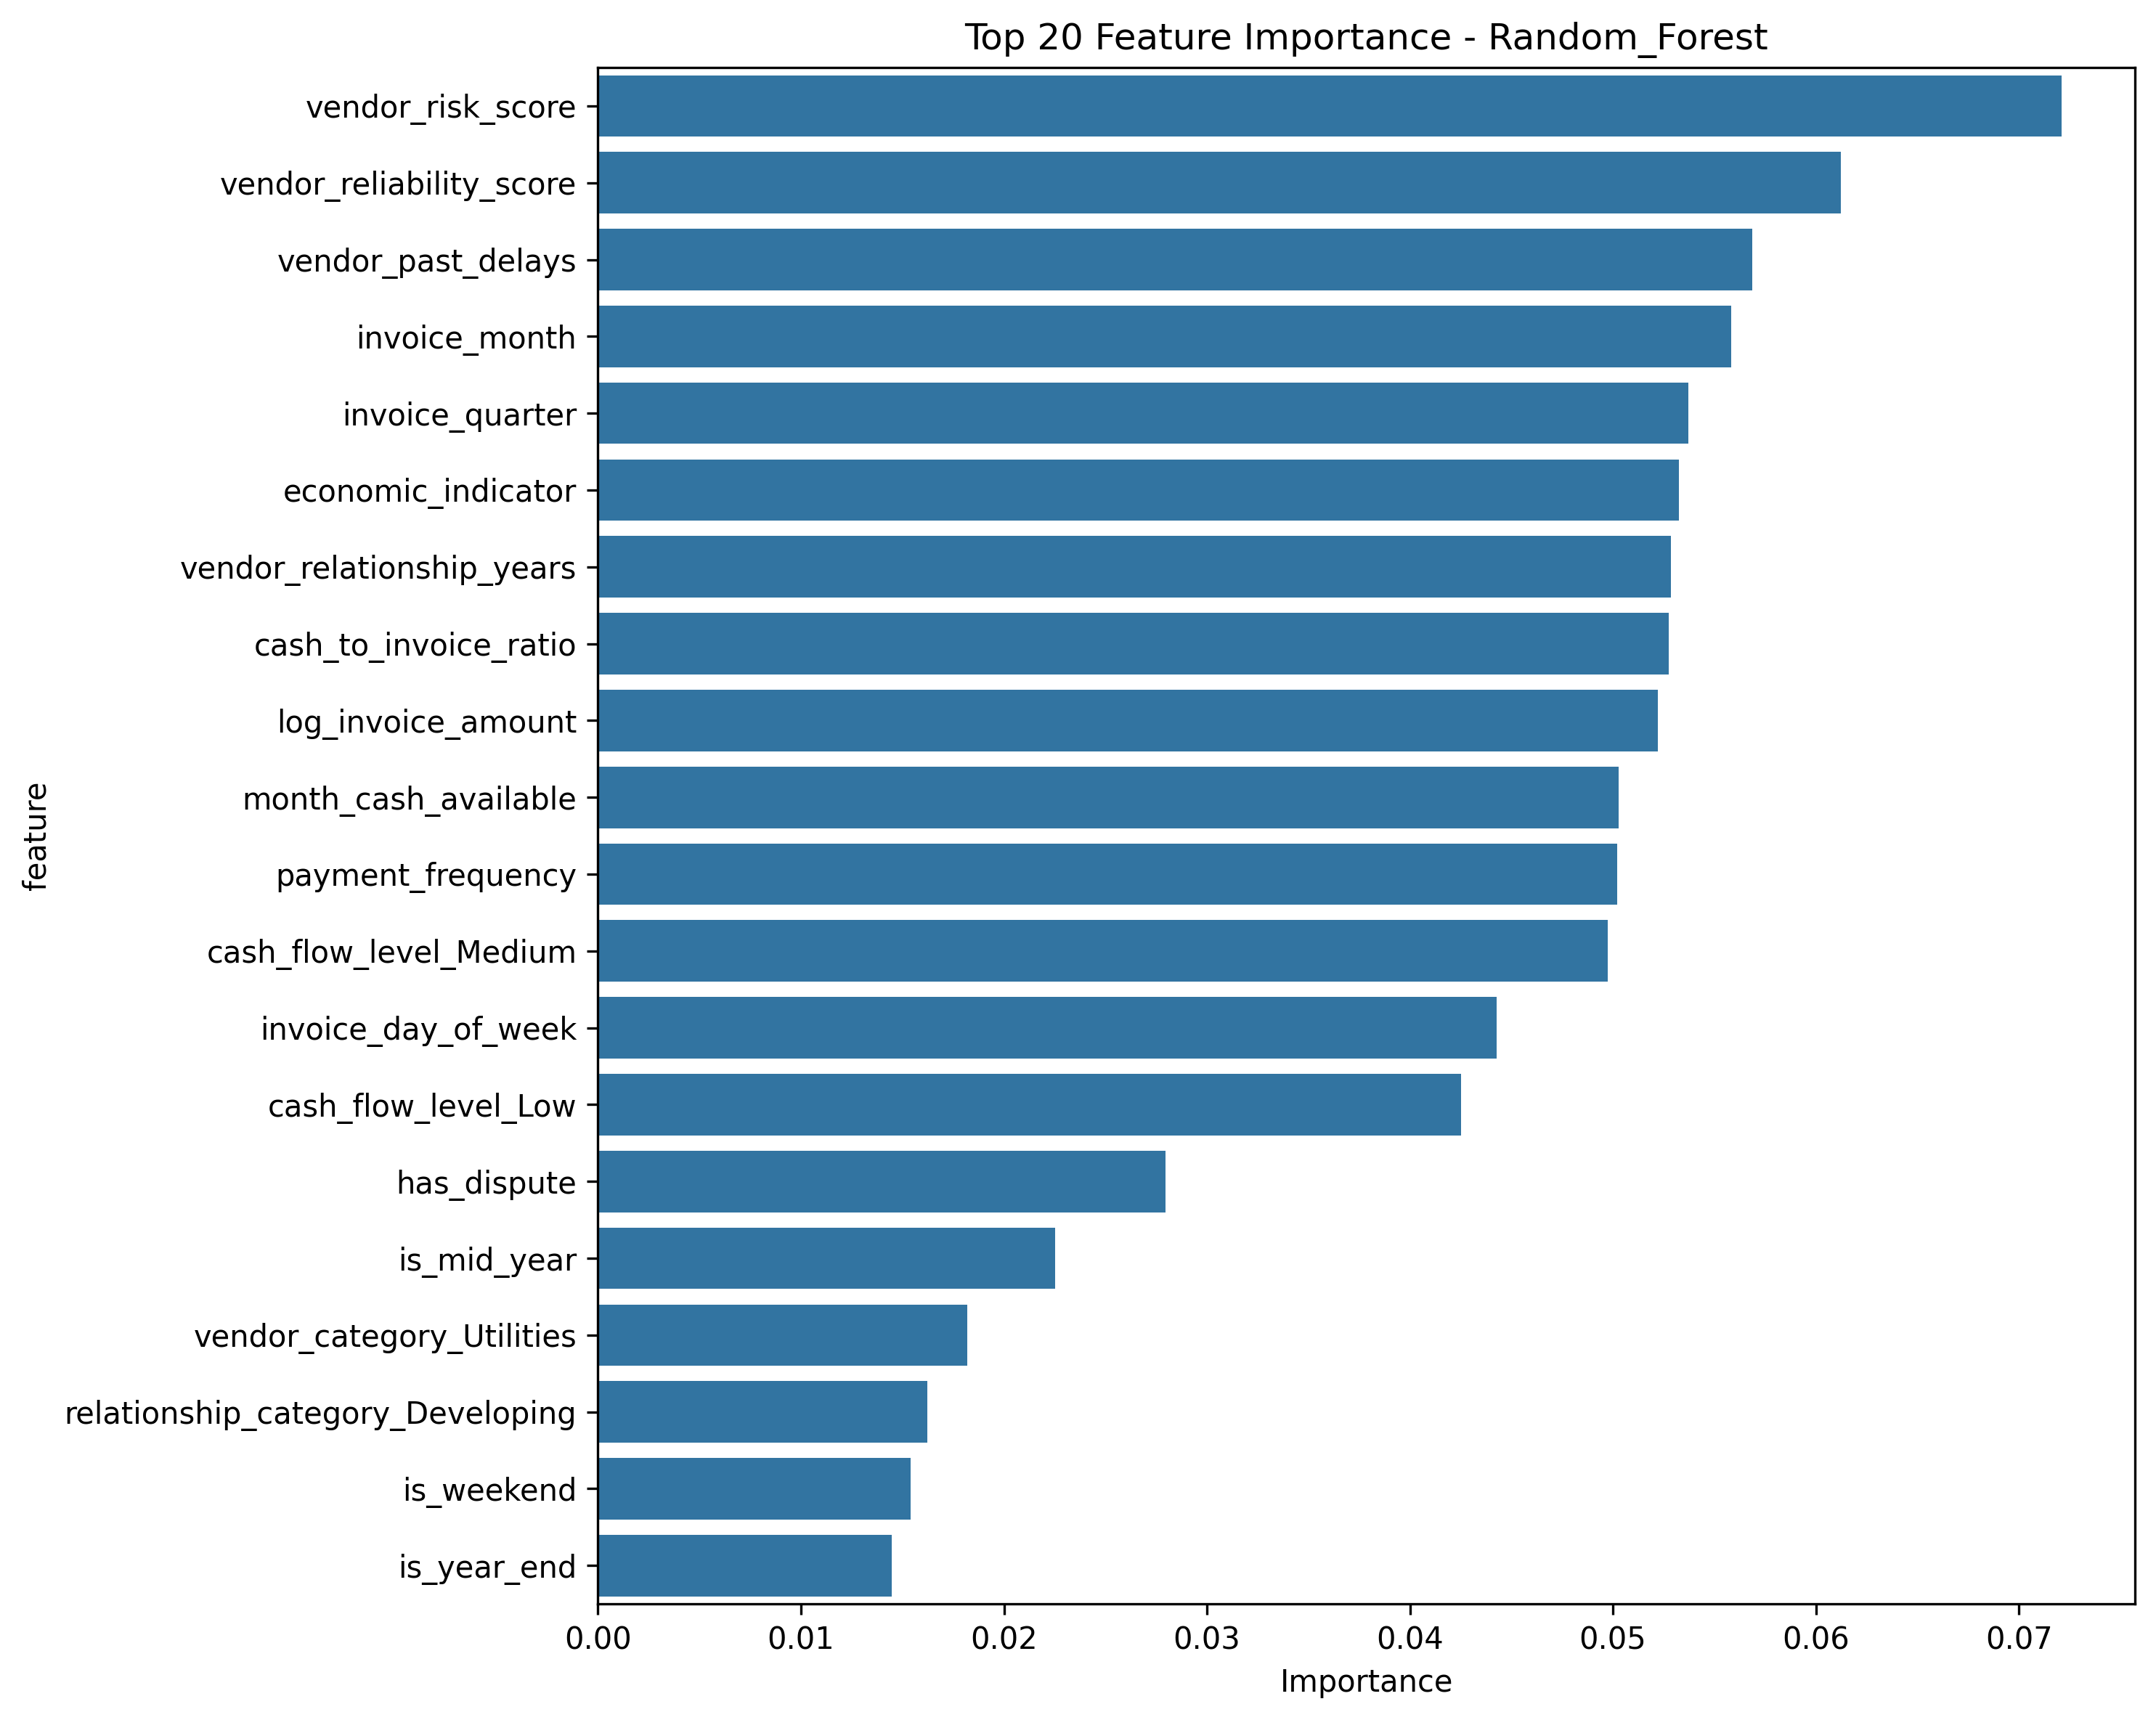 Top 20 Feature Importance - Random_Forest
feature
vendor_risk_score
vendor_reliability_score
vendor_past_delays
invoice_month
invoice_quarter
economic_indicator
vendor_relationship_years
cash_to_invoice_ratio
log_invoice_amount
month_cash_available
payment_frequency
cash_flow_level_Medium
invoice_day_of_week
cash_flow_level_Low
has_dispute
is_mid_year
vendor_category_Utilities
relationship_category_Developing
is_weekend
is_year_end
0.00 0.01 0.02 0.03 0.04 0.05 0.06 0.07
Importance